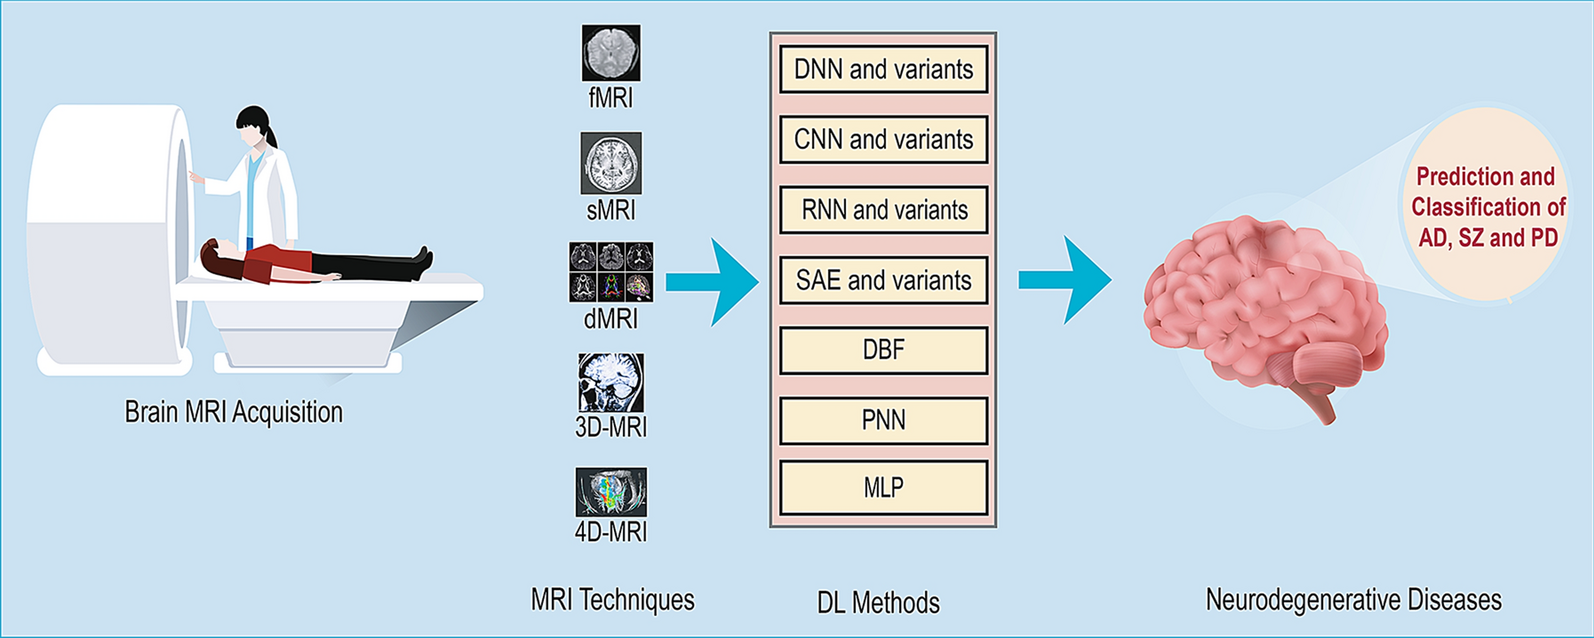 fMRI
sMRI
dMRI
3D-MRI
4D-MRI
DNN and variants
CNN and variants
RNN and variants
SAE and variants
DBF
PNN
MLP
Prediction and
Classification of
AD, SZ and PD
Brain MRI Acquisition
MRI Techniques
DL Methods
Neurodegenerative Diseases